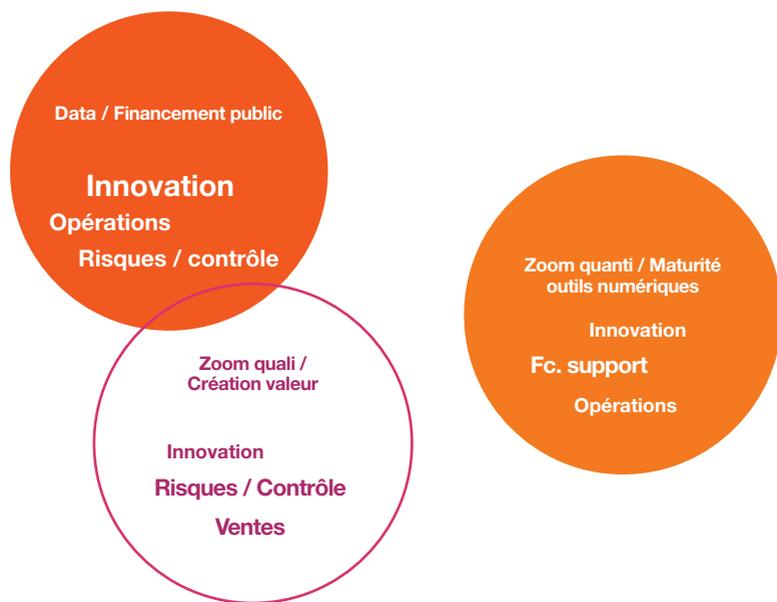 Data / Financement public
Innovation
Opérations
Risques / contrôle
Zoom quali /
Création valeur
Innovation
Risques / Contrôle
Ventes
Zoom quanti / Maturité
outils numériques
Innovation
Fc. support
Opérations